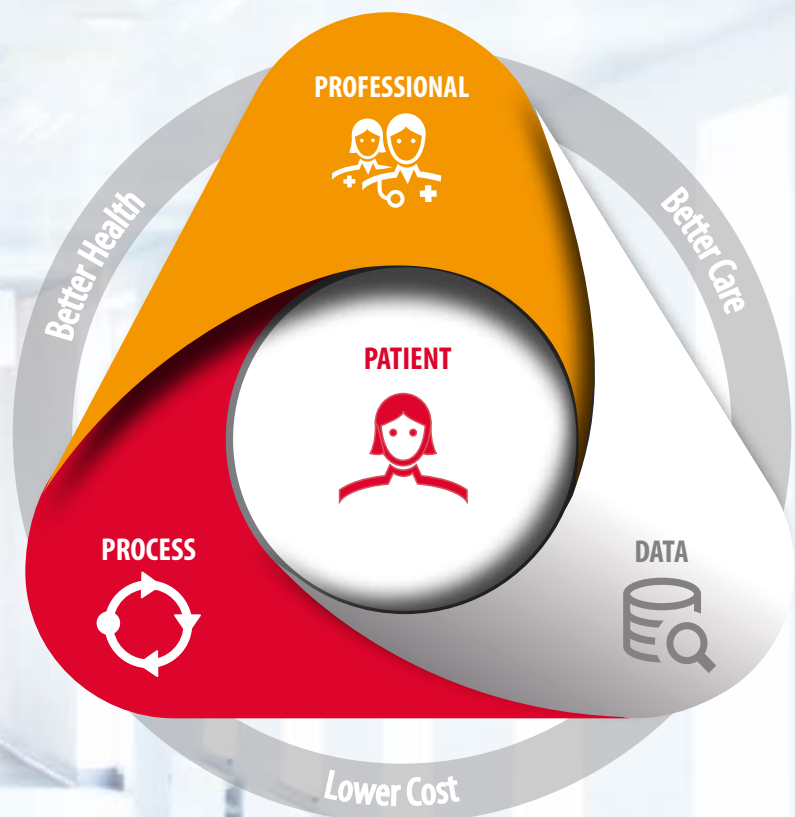 PROFESSIONAL
Better Health
Better Care
PATIENT
PROCESS
DATA
Lower Cost